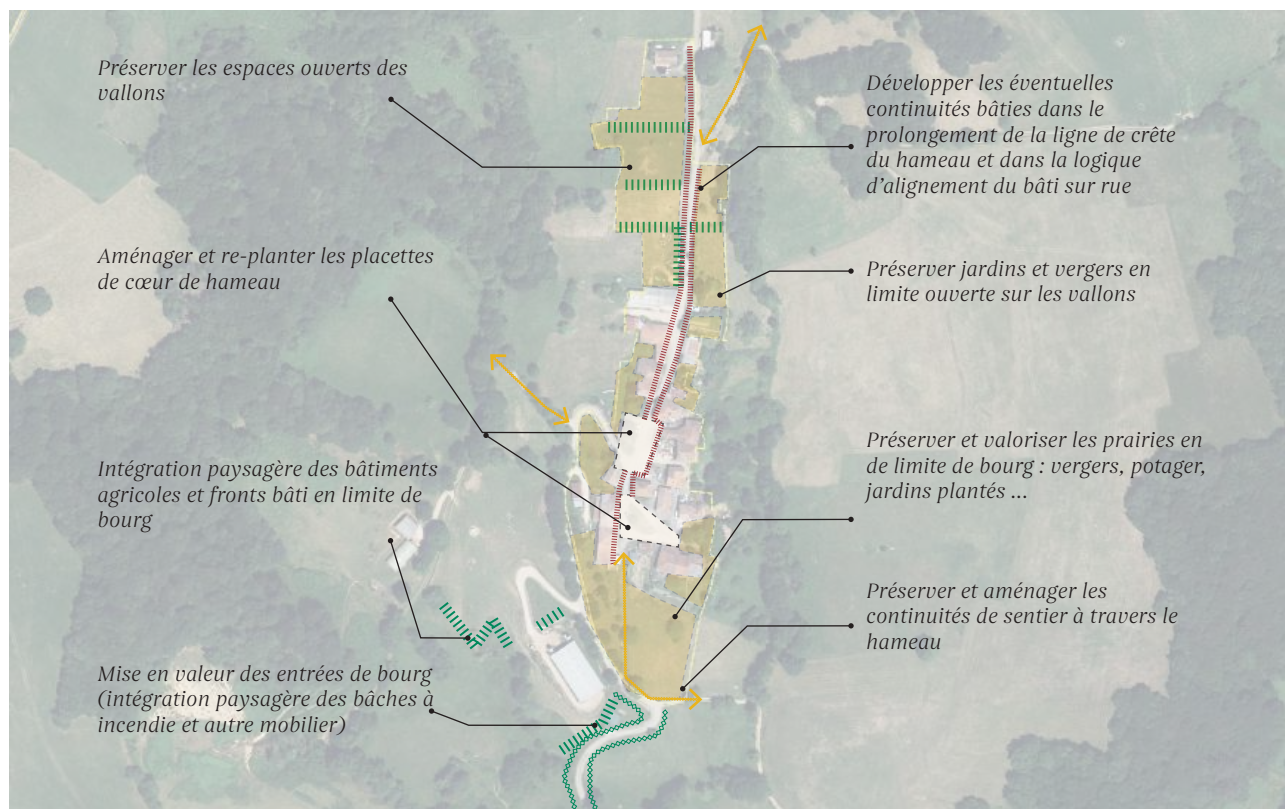 Préserver les espaces ouverts des
vallons
Aménager et re-planter les placettes
de cœur de hameau
Intégration paysagère des bâtiments
agricoles et fronts bâti en limite de
bourg
Mise en valeur des entrées de bourg
(intégration paysagère des bâches à
incendie et autre mobilier)
Développer les éventuelles
continuités bâties dans le
prolongement de la ligne de crête
du hameau et dans la logique
d’alignement du bâti sur rue
Préserver jardins et vergers en
limite ouverte sur les vallons
Préserver et valoriser les prairies en
de limite de bourg : vergers, potager,
jardins plantés ...
Préserver et aménager les
continuités de sentier à travers le
hameau